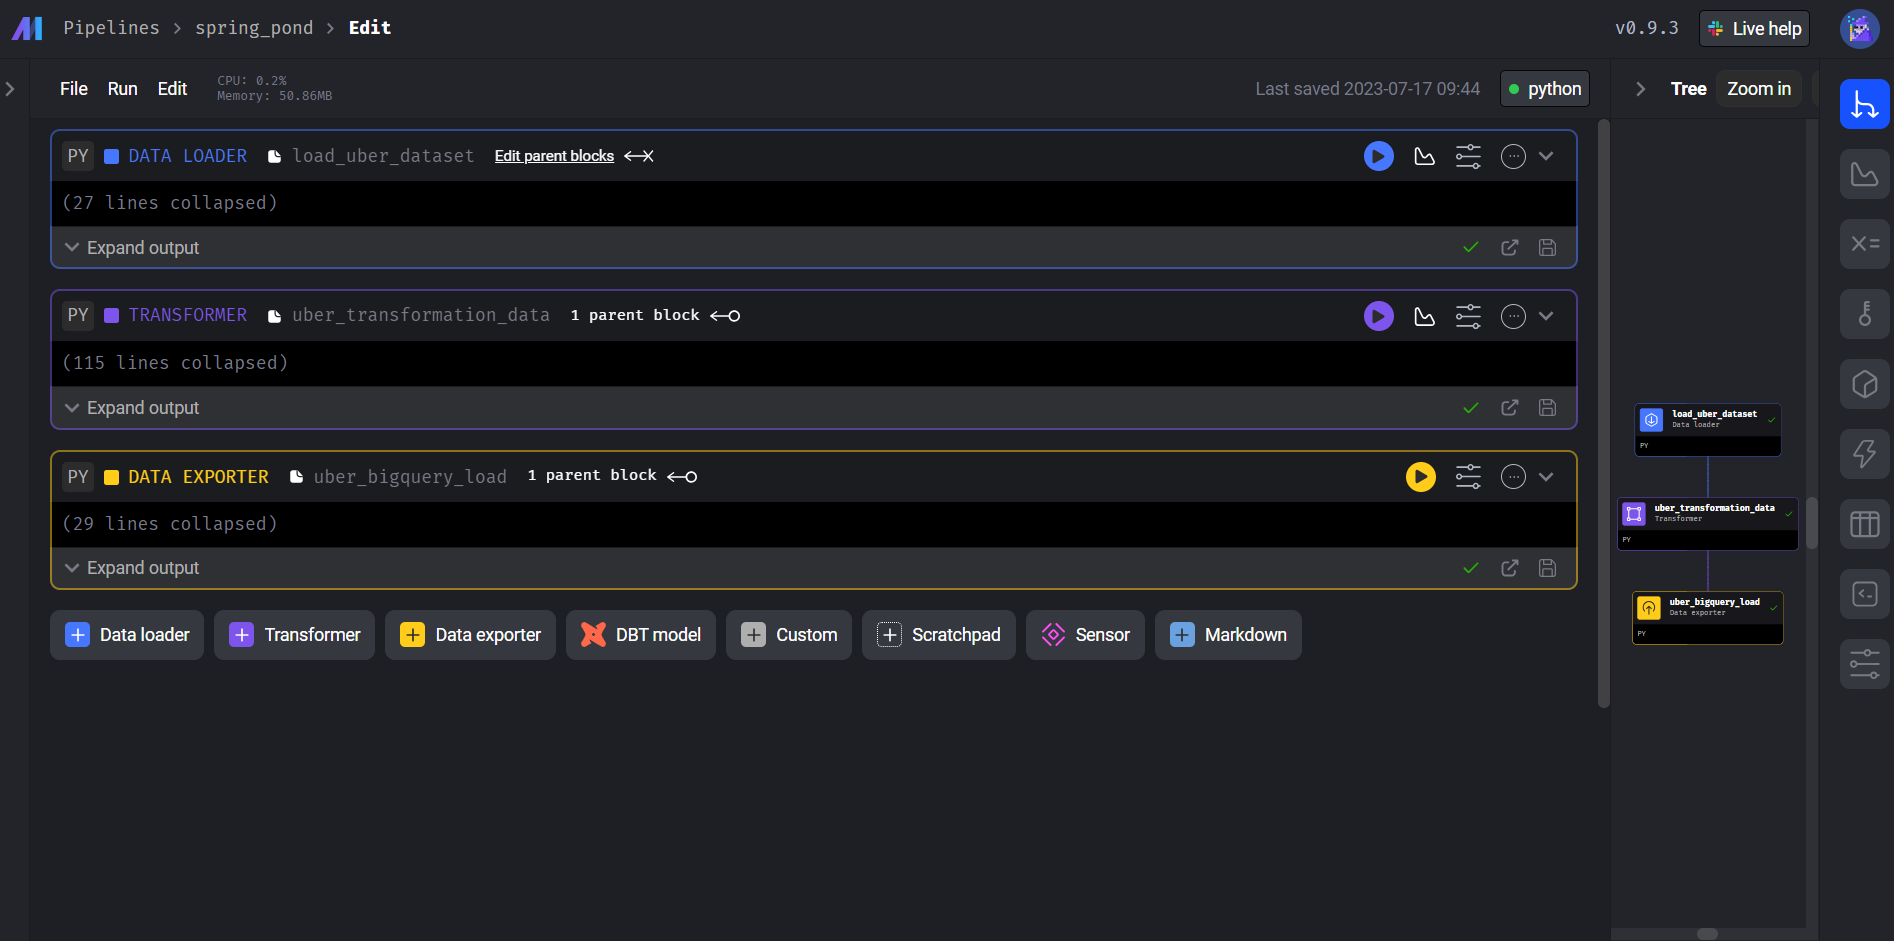 Pipelines > spring_pond > Edit
v0.9.3
Live help
File Run Edit
CPU: 0.2%
Memory: 50.86MB
Last saved 2023-07-17 09:44
python
Tree
Zoom in
PY DATA LOADER load_uber_dataset Edit parent blocks
(27 lines collapsed)
Expand output
PY TRANSFORMER uber_transformation_data 1 parent block
(115 lines collapsed)
Expand output
PY DATA EXPORTER uber_bigquery_load 1 parent block
(29 lines collapsed)
Expand output
Data loader
Transformer
Data exporter
DBT model
Custom
Scratchpad
Sensor
Markdown
load_uber_dataset
Data loader
PY
uber_transformation_data
Transformer
PY
uber_bigquery_load
Data exporter
PY